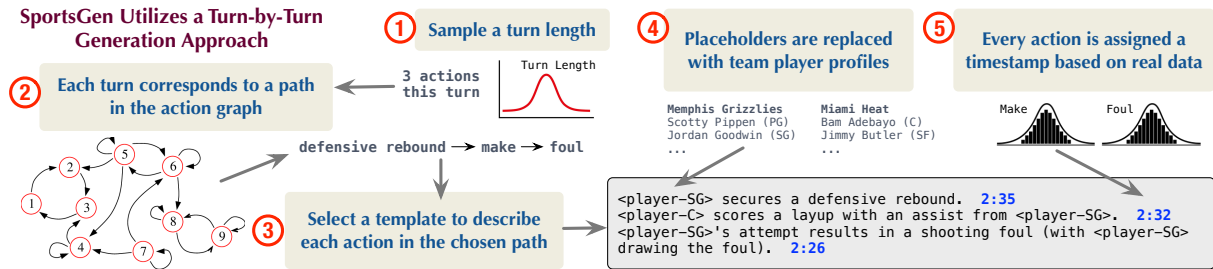 SportsGen Utilizes a Turn-by-Turn
Generation Approach
1
Sample a turn length
3 actions
this turn
Turn Length
2
Each turn corresponds to a path
in the action graph
1
2
3
4
5
6
7
8
9
defensive rebound → make → foul
3
Select a template to describe
each action in the chosen path
4
Placeholders are replaced
with team player profiles
Memphis Grizzlies
Scotty Pippen (PG)
Jordan Goodwin (SG)
...
Miami Heat
Bam Adebayo (C)
Jimmy Butler (SF)
...
5
Every action is assigned a
timestamp based on real data
Make
Foul
<player-SG> secures a defensive rebound. 2:35
<player-C> scores a layup with an assist from <player-SG>. 2:32
<player-SG>'s attempt results in a shooting foul (with <player-SG>
drawing the foul). 2:26